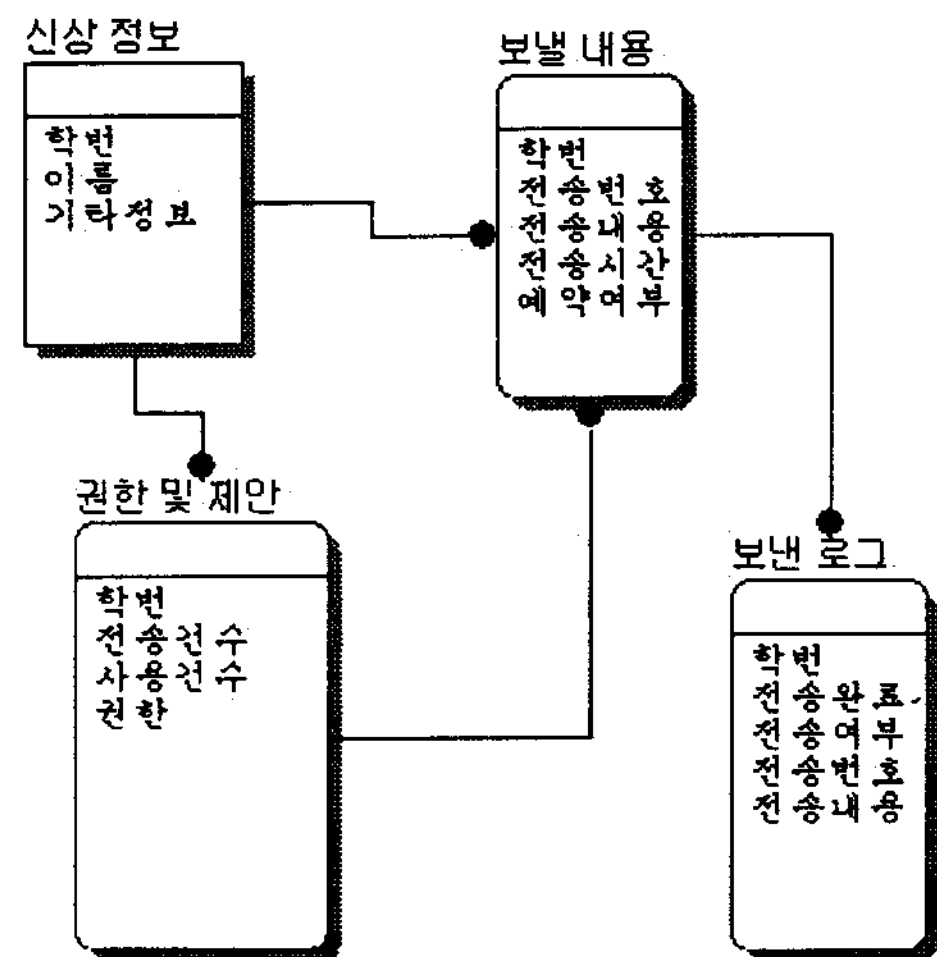 신상 정보
학번
이름
기타정보
보낼 내용
학번
전송번호
전송내용
전송시간
예약여부
권한 및 제안
학번
전송건수
사용건수
권한
보낸 로그
학번
전송완료
전송여부
전송번호
전송내용